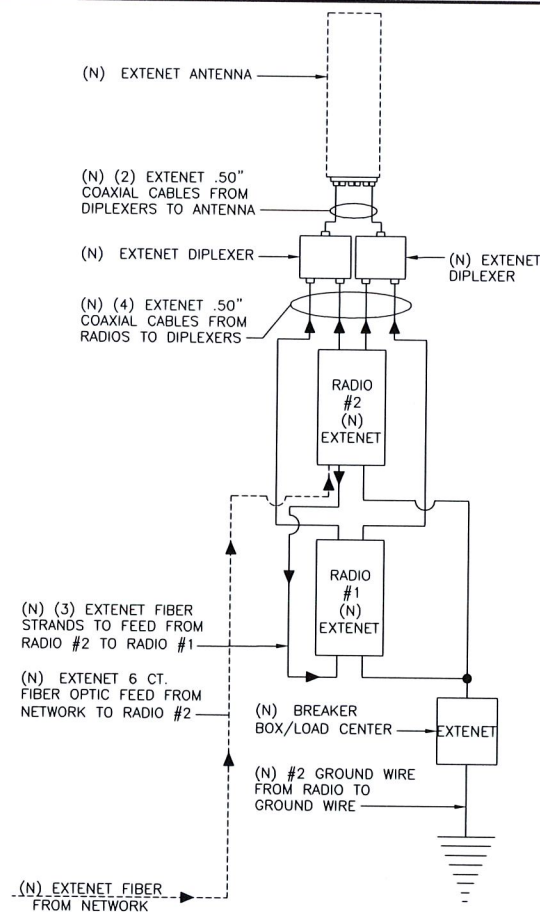 (N) EXTENET ANTENNA
(N) (2) EXTENET .50"
COAXIAL CABLES FROM
DIPLEXERS TO ANTENNA
(N) EXTENET DIPLEXER
(N) EXTENET
DIPLEXER
(N) (4) EXTENET .50"
COAXIAL CABLES FROM
RADIOS TO DIPLEXERS
RADIO
#2
(N)
EXTENET
RADIO
#1
(N)
EXTENET
(N) (3) EXTENET FIBER
STRANDS TO FEED FROM
RADIO #2 TO RADIO #1
(N) EXTENET 6 CT.
FIBER OPTIC FEED FROM
NETWORK TO RADIO #2
(N) BREAKER
BOX/LOAD CENTER
EXTENET
(N) #2 GROUND WIRE
FROM RADIO TO
GROUND WIRE
(N) EXTENET FIBER
FROM NETWORK